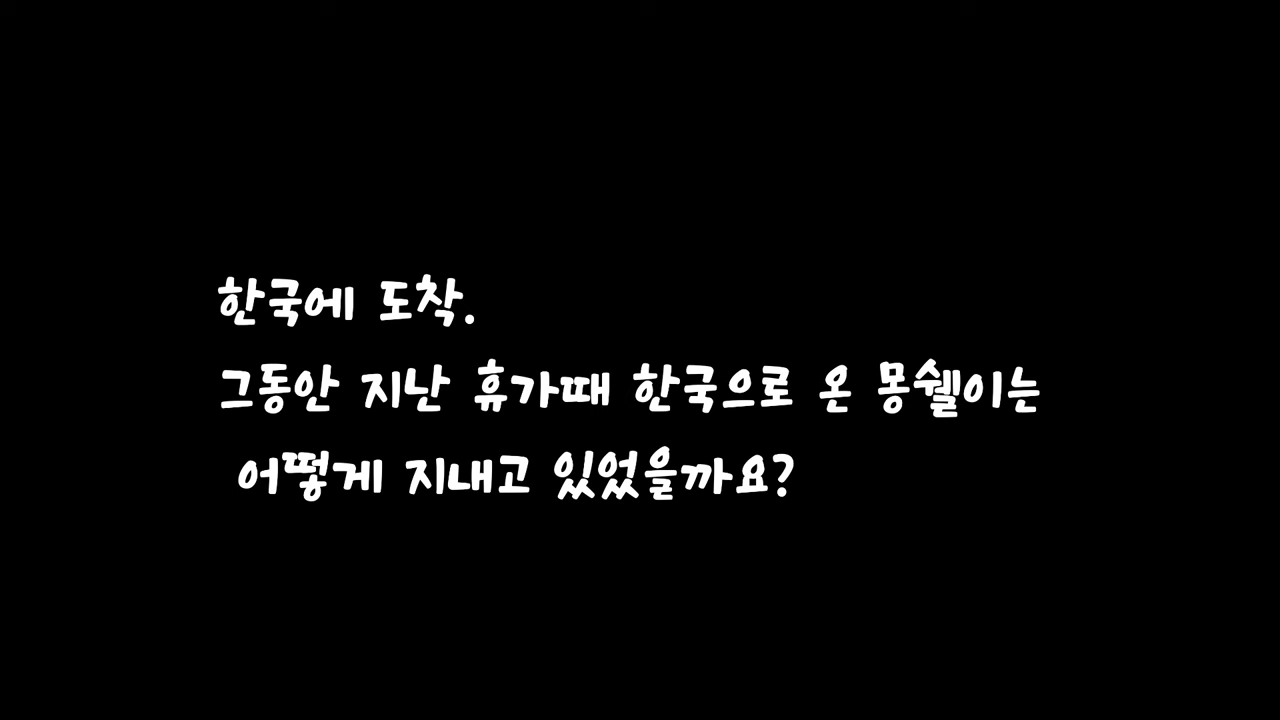 한국에 도착.
그동안 지난 휴가때 한국으로 온 몽쉘이는
어떻게 지내고 있었을까요?